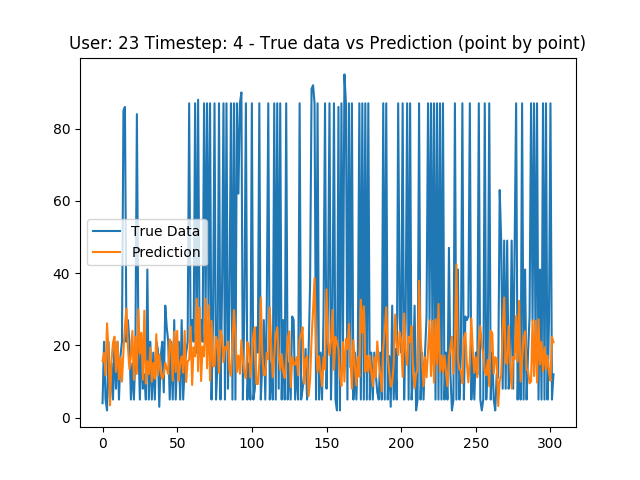 User: 23 Timestep: 4 - True data vs Prediction (point by point)
80
60
40
20
0
True Data
Prediction
0 50 100 150 200 250 300